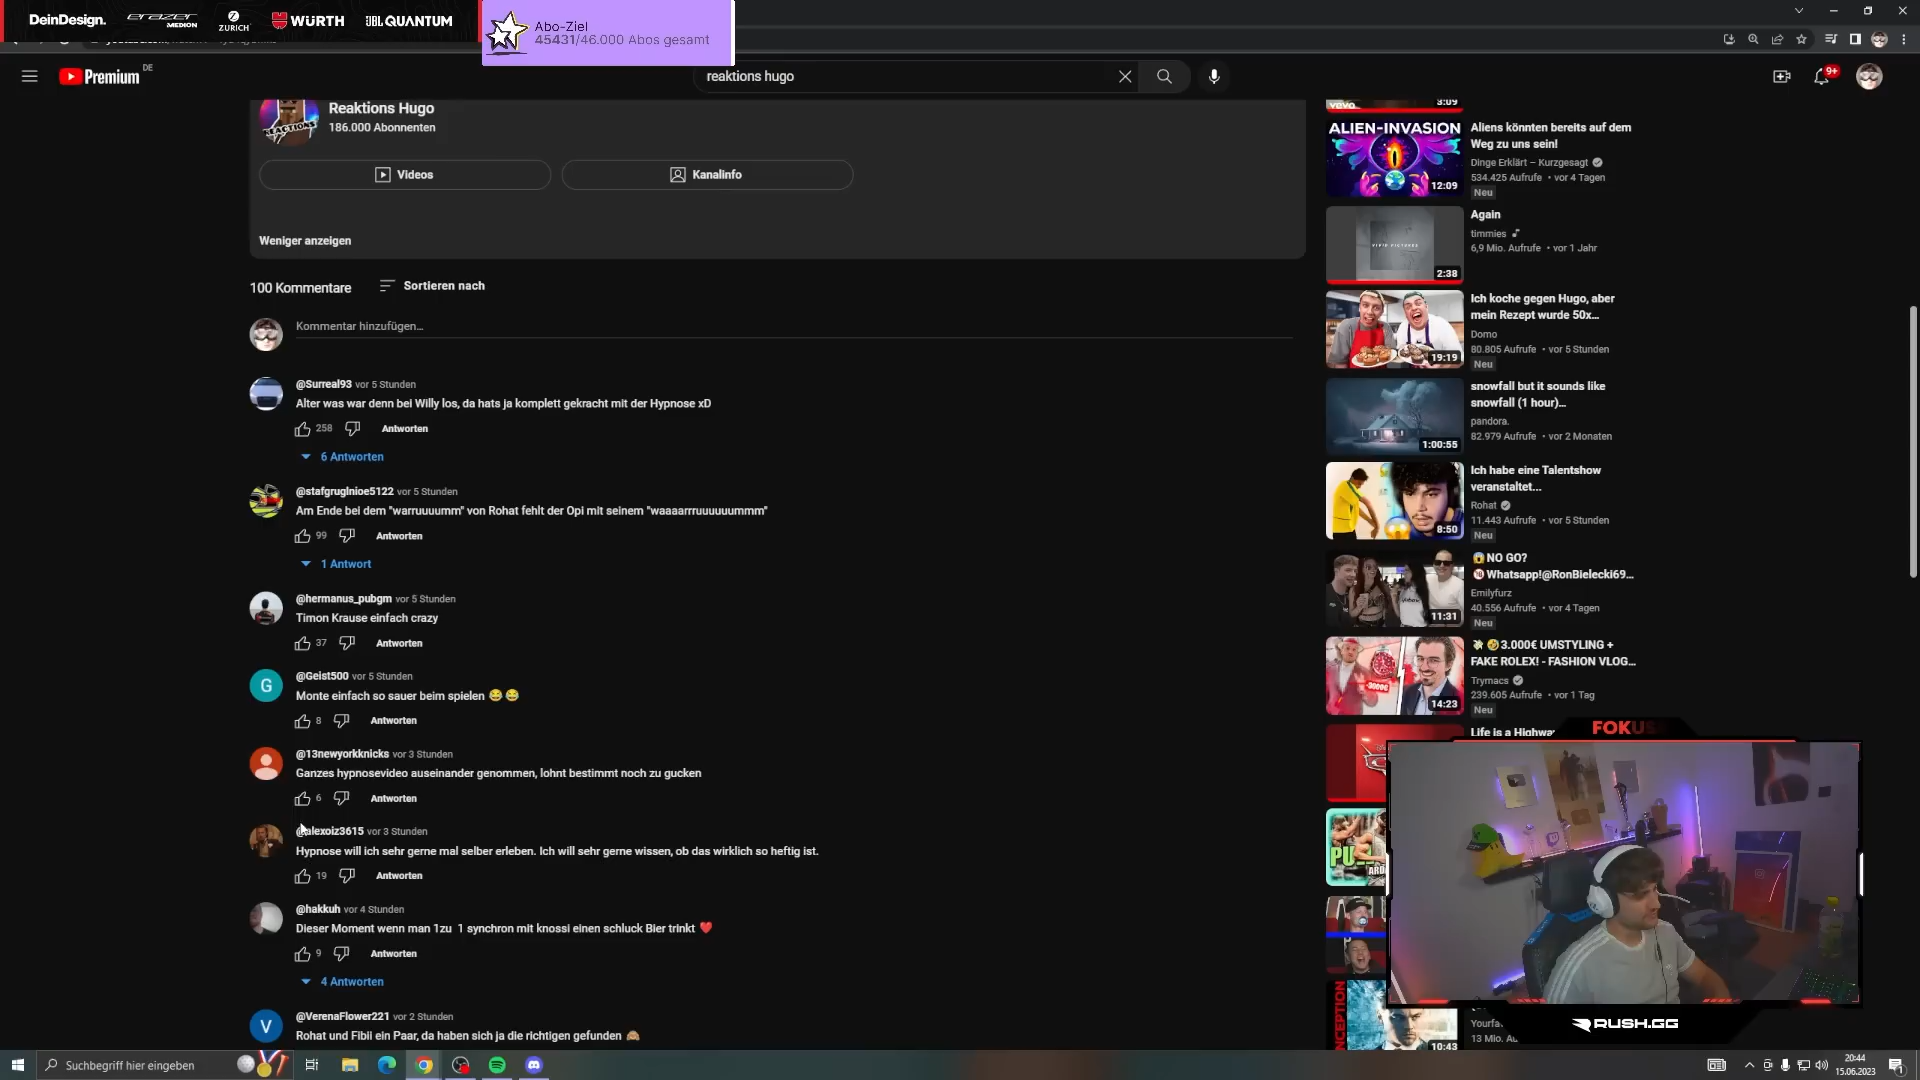 DeinDesign.
erazer
MEDION
ZURICH
WÜRTH
JBL QUANTUM
Abo-Ziel
45431/46.000 Abos gesamt
Premium DE
reaktions hugo
9+
Reaktions Hugo
186.000 Abonnenten
Videos
Kanalinfo
Weniger anzeigen
100 Kommentare
Sortieren nach
Kommentar hinzufügen...
@Surreal93 vor 5 Stunden
Alter was war denn bei Willy los, da hats ja komplett gekracht mit der Hypnose xD
258 Antworten
6 Antworten
@stafgruglnioe5122 vor 5 Stunden
Am Ende bei dem "warruuuumm" von Rohat fehlt der Opi mit seinem "waaaarrruuuuuummm"
99 Antworten
1 Antwort
@hermanus_pubgm vor 5 Stunden
Timon Krause einfach crazy
37 Antworten
@Geist500 vor 5 Stunden
Monte einfach so sauer beim spielen 😂😂
8 Antworten
@13newyorkknicks vor 3 Stunden
Ganzes hypnosevideo auseinander genommen, lohnt bestimmt noch zu gucken
6 Antworten
@alexoiz3615 vor 3 Stunden
Hypnose will ich sehr gerne mal selber erleben. Ich will sehr gerne wissen, ob das wirklich so heftig ist.
19 Antworten
@hakkuh vor 4 Stunden
Dieser Moment wenn man 1zu 1 synchron mit knossi einen schluck Bier trinkt ❤️
9 Antworten
4 Antworten
@VerenaFlower221 vor 2 Stunden
Rohat und Fibii ein Paar, da haben sich ja die richtigen gefunden 🙈
G
V
REACTIONS
vevo
3:09
ALIEN-INVASION
12:09
Aliens könnten bereits auf dem
Weg zu uns sein!
Dinge Erklärt – Kurzgesagt
534.425 Aufrufe • vor 4 Tagen
Neu
2:38
Again
timmies
6,9 Mio. Aufrufe • vor 1 Jahr
19:19
Ich koche gegen Hugo, aber
mein Rezept wurde 50x...
Domo
80.805 Aufrufe • vor 5 Stunden
Neu
1:00:55
snowfall but it sounds like
snowfall (1 hour)...
pandora.
82.979 Aufrufe • vor 2 Monaten
8:50
Ich habe eine Talentshow
veranstaltet...
Rohat
11.443 Aufrufe • vor 5 Stunden
Neu
11:31
😱NO GO?
🔞Whatsapp!@RonBielecki69...
Emilyfurz
40.556 Aufrufe • vor 4 Tagen
Neu
-3000€
14:23
💸🤣3.000€ UMSTYLING +
FAKE ROLEX! - FASHION VLOG...
Trymacs
239.605 Aufrufe • vor 1 Tag
Neu
Life is a Highwa
FOKUS
10:43
13 Mio. Au
RUSH.GG
Suchbegriff hier eingeben
20:44
15.06.2023